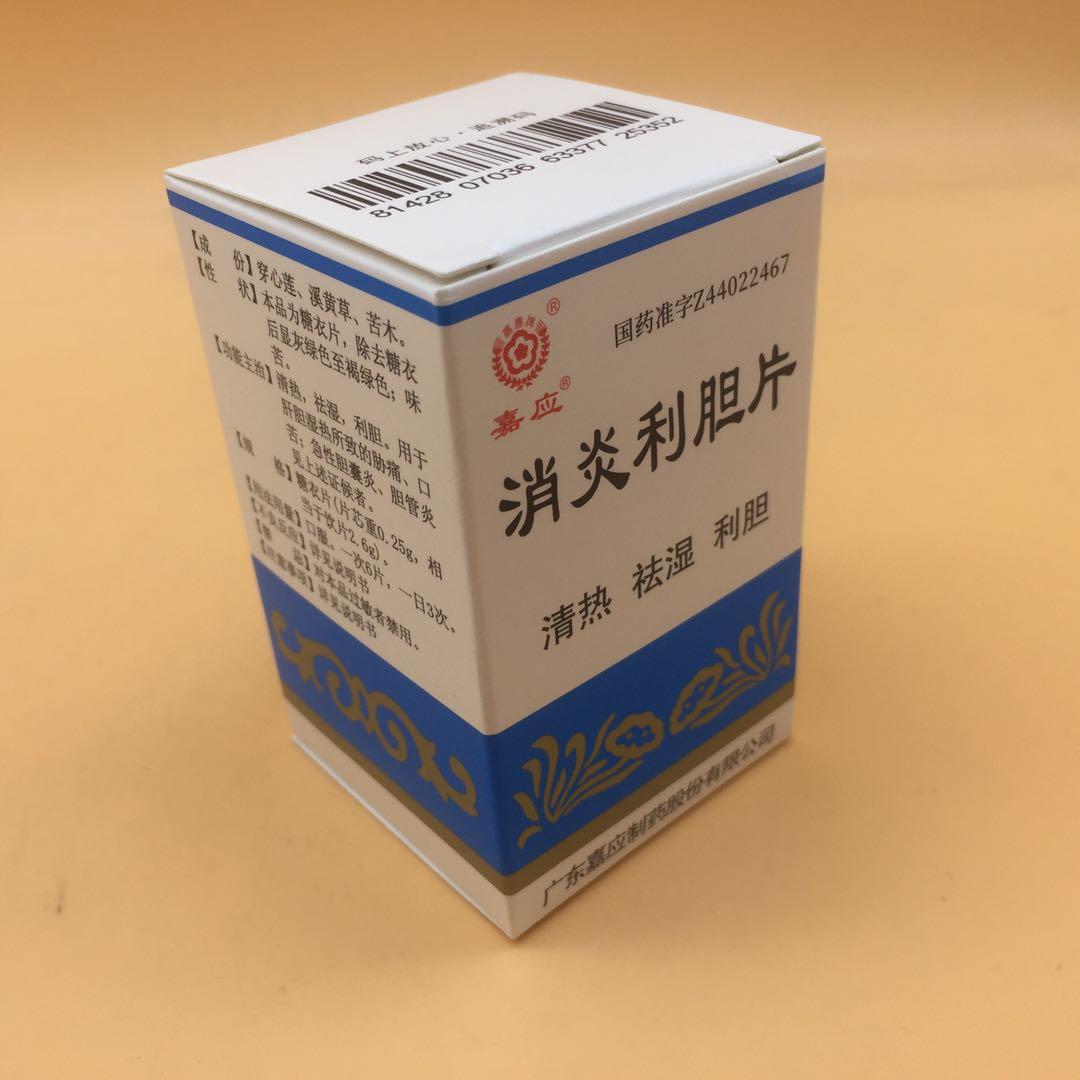 码上放心·追溯码
81428 07036 63377 25352
【成 份】穿心莲、溪黄草、苦木。
【性 状】本品为糖衣片，除去糖衣
后显灰绿色至褐绿色；味
苦。
【功能主治】清热，祛湿，利胆。用于
肝胆湿热所致的胁痛、口
苦；急性胆囊炎、胆管炎
见上述证候者。
【规 格】糖衣片(片芯重0.25g，相
当于饮片2.6g)。
【用法用量】口服。一次6片，一日3次。
【不良反应】详见说明书
【禁 忌】对本品过敏者禁用。
【注意事项】详见说明书
国药准字Z44022467
®
嘉应®
消炎利胆片
清热 祛湿 利胆
广东嘉应制药股份有限公司